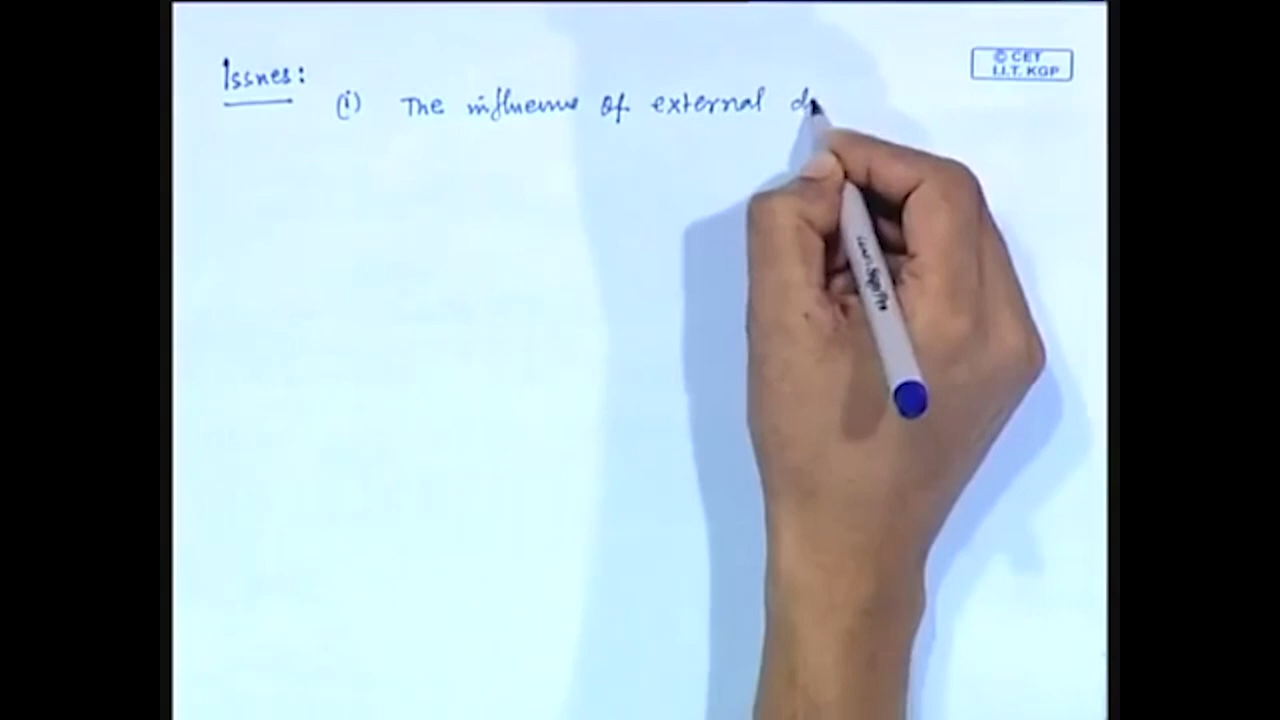 Issues:
© CET
I.I.T. KGP
(i) The influence of external d